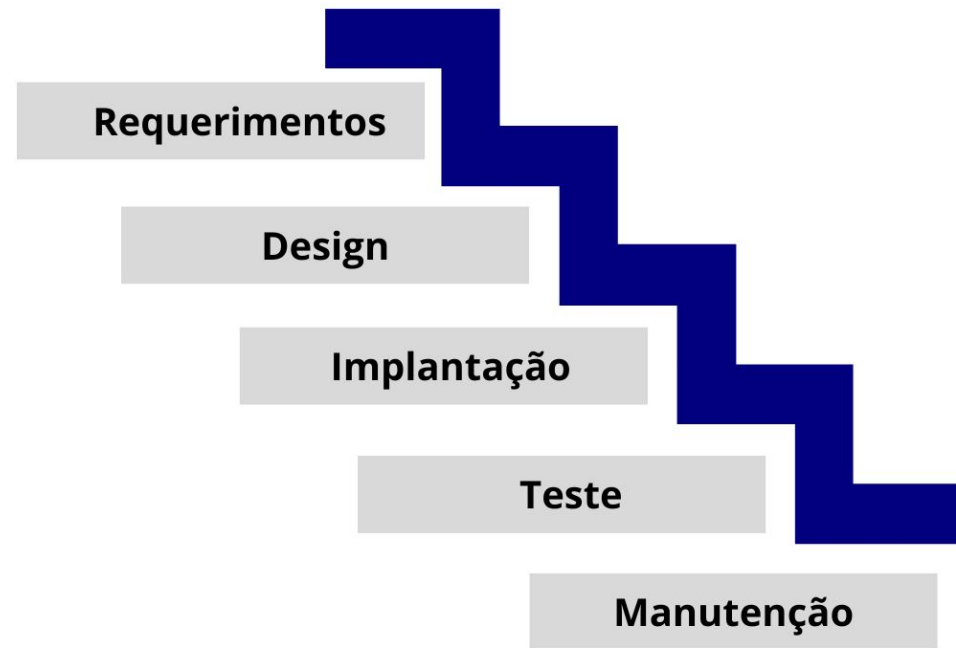 Requerimentos
Design
Implantação
Teste
Manutenção